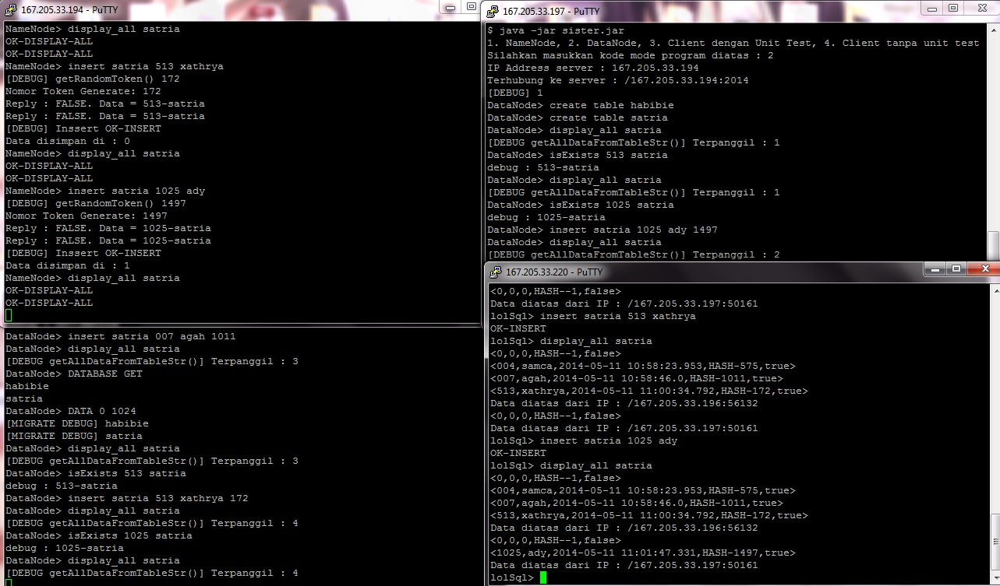 167.205.33.194 - PuTTY
NameNode> display_all satria
OK-DISPLAY-ALL
OK-DISPLAY-ALL
NameNode> insert satria 513 xathrya
[DEBUG] getRandomToken() 172
Nomor Token Generate: 172
Reply : FALSE. Data = 513-satria
Reply : FALSE. Data = 513-satria
[DEBUG] Inssert OK-INSERT
Data disimpan di : 0
NameNode> display_all satria
OK-DISPLAY-ALL
OK-DISPLAY-ALL
NameNode> insert satria 1025 ady
[DEBUG] getRandomToken() 1497
Nomor Token Generate: 1497
Reply : FALSE. Data = 1025-satria
Reply : FALSE. Data = 1025-satria
[DEBUG] Inssert OK-INSERT
Data disimpan di : 1
NameNode> display_all satria
OK-DISPLAY-ALL
OK-DISPLAY-ALL
DataNode> insert satria 007 agah 1011
DataNode> display_all satria
[DEBUG getAllDataFromTableStr()] Terpanggil : 3
DataNode> DATABASE GET
habibie
satria
DataNode> DATA 0 1024
[MIGRATE DEBUG] habibie
[MIGRATE DEBUG] satria
DataNode> display_all satria
[DEBUG getAllDataFromTableStr()] Terpanggil : 3
DataNode> isExists 513 satria
debug : 513-satria
DataNode> insert satria 513 xathrya 172
DataNode> display_all satria
[DEBUG getAllDataFromTableStr()] Terpanggil : 4
DataNode> isExists 1025 satria
debug : 1025-satria
DataNode> display_all satria
[DEBUG getAllDataFromTableStr()] Terpanggil : 4
167.205.33.197 - PuTTY
$ java -jar sister.jar
1. NameNode, 2. DataNode, 3. Client dengan Unit Test, 4. Client tanpa unit test
Silahkan masukkan kode mode program diatas : 2
IP Address server : 167.205.33.194
Terhubung ke server : /167.205.33.194:2014
[DEBUG] 1
DataNode> create table habibie
DataNode> create table satria
DataNode> display_all satria
[DEBUG getAllDataFromTableStr()] Terpanggil : 1
DataNode> isExists 513 satria
debug : 513-satria
DataNode> display_all satria
[DEBUG getAllDataFromTableStr()] Terpanggil : 1
DataNode> isExists 1025 satria
debug : 1025-satria
DataNode> insert satria 1025 ady 1497
DataNode> display_all satria
[DEBUG getAllDataFromTableStr()] Terpanggil : 2
167.205.33.220 - PuTTY
<0,0,0,HASH--1,false>
Data diatas dari IP : /167.205.33.197:50161
lolSql> insert satria 513 xathrya
OK-INSERT
lolSql> display_all satria
<0,0,0,HASH--1,false>
<004,samca,2014-05-11 10:58:23.953,HASH-575,true>
<007,agah,2014-05-11 10:58:46.0,HASH-1011,true>
<513,xathrya,2014-05-11 11:00:34.792,HASH-172,true>
Data diatas dari IP : /167.205.33.196:56132
<0,0,0,HASH--1,false>
Data diatas dari IP : /167.205.33.197:50161
lolSql> insert satria 1025 ady
OK-INSERT
lolSql> display_all satria
<0,0,0,HASH--1,false>
<004,samca,2014-05-11 10:58:23.953,HASH-575,true>
<007,agah,2014-05-11 10:58:46.0,HASH-1011,true>
<513,xathrya,2014-05-11 11:00:34.792,HASH-172,true>
Data diatas dari IP : /167.205.33.196:56132
<0,0,0,HASH--1,false>
<1025,ady,2014-05-11 11:01:47.331,HASH-1497,true>
Data diatas dari IP : /167.205.33.197:50161
lolSql>